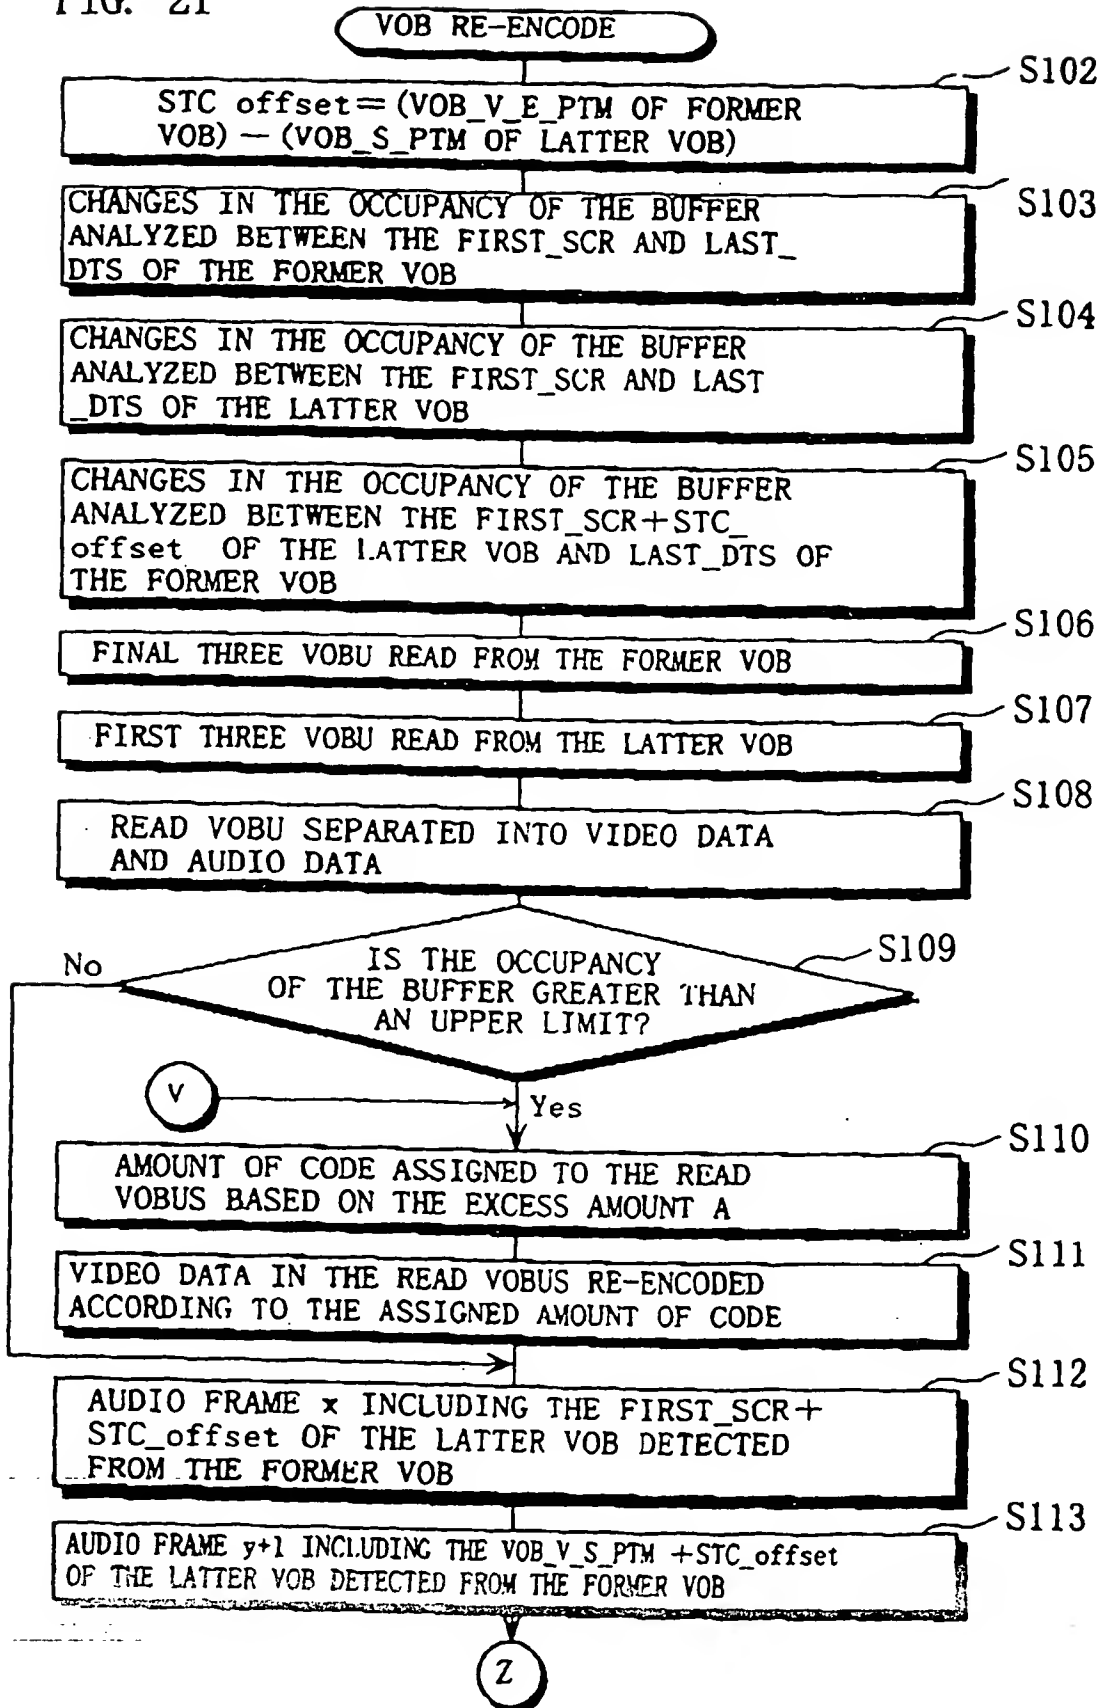 FIG. 21
VOB RE-ENCODE
S102
STC offset=(VOB_V_E_PTM OF FORMER
VOB)-(VOB_S_PTM OF LATTER VOB)
S103
CHANGES IN THE OCCUPANCY OF THE BUFFER
ANALYZED BETWEEN THE FIRST_SCR AND LAST_
DTS OF THE FORMER VOB
S104
CHANGES IN THE OCCUPANCY OF THE BUFFER
ANALYZED BETWEEN THE FIRST_SCR AND LAST
_DTS OF THE LATTER VOB
S105
CHANGES IN THE OCCUPANCY OF THE BUFFER
ANALYZED BETWEEN THE FIRST_SCR+STC_
offset OF THE LATTER VOB AND LAST_DTS OF
THE FORMER VOB
S106
FINAL THREE VOBU READ FROM THE FORMER VOB
S107
FIRST THREE VOBU READ FROM THE LATTER VOB
S108
READ VOBU SEPARATED INTO VIDEO DATA
AND AUDIO DATA
S109
No
IS THE OCCUPANCY
OF THE BUFFER GREATER THAN
AN UPPER LIMIT?
V
Yes
S110
AMOUNT OF CODE ASSIGNED TO THE READ
VOBUS BASED ON THE EXCESS AMOUNT A
S111
VIDEO DATA IN THE READ VOBUS RE-ENCODED
ACCORDING TO THE ASSIGNED AMOUNT OF CODE
S112
AUDIO FRAME x INCLUDING THE FIRST_SCR+
STC_offset OF THE LATTER VOB DETECTED
FROM THE FORMER VOB
S113
AUDIO FRAME y+1 INCLUDING THE VOB_V_S_PTM +STC_offset
OF THE LATTER VOB DETECTED FROM THE FORMER VOB
Z